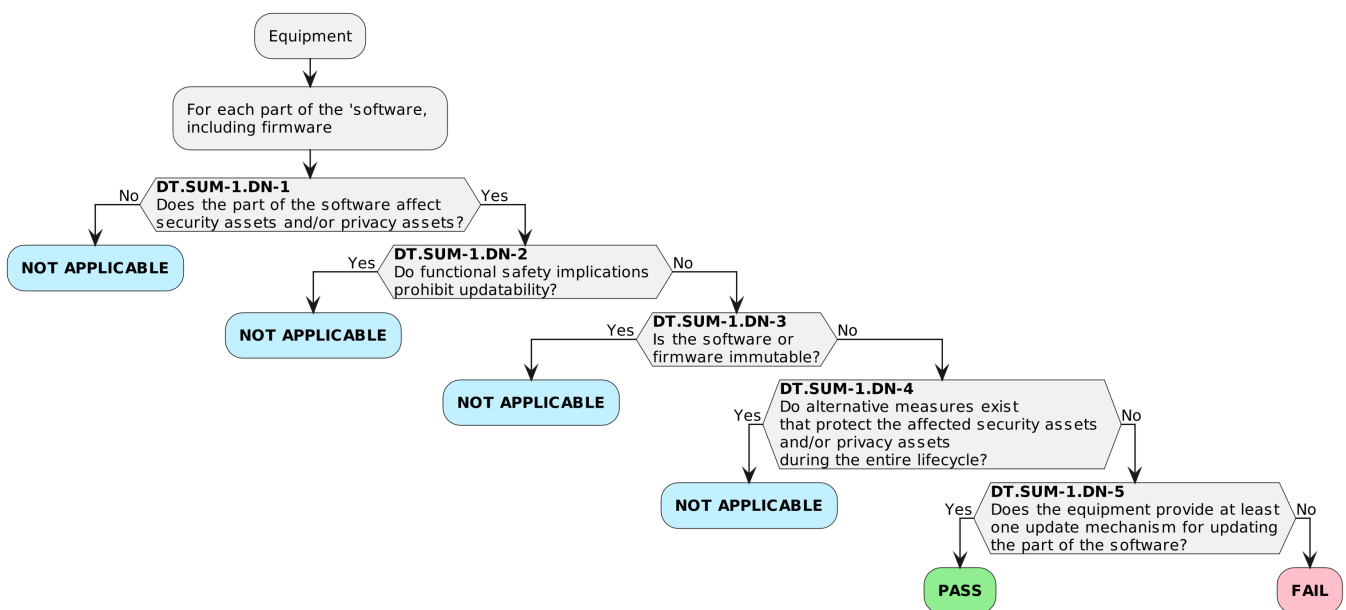 Equipment
For each part of the 'software,
including firmware
DT.SUM-1.DN-1
No
Does the part of the software affect
Yes
security assets and/or privacy assets?
NOT APPLICABLE
DT.SUM-1.DN-2
Yes
Do functional safety implications
No
prohibit updatability?
NOT APPLICABLE
DT.SUM-1.DN-3
Yes
Is the software or
No
firmware immutable?
NOT APPLICABLE
DT.SUM-1.DN-4
Do alternative measures exist
Yes
that protect the affected security assets
No
and/or privacy assets
during the entire lifecycle?
NOT APPLICABLE
DT.SUM-1.DN-5
Yes
Does the equipment provide at least
No
one update mechanism for updating
the part of the software?
PASS
FAIL